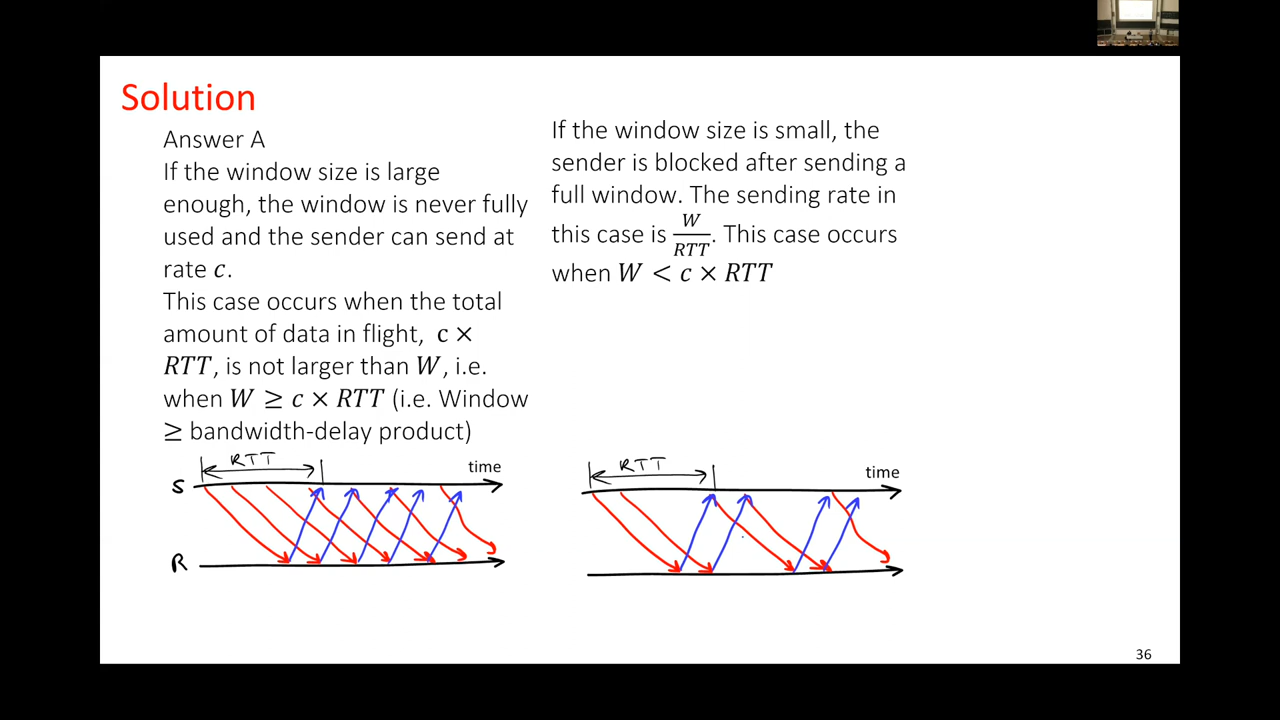 Solution
Answer A
If the window size is large
enough, the window is never fully
used and the sender can send at
rate c.
This case occurs when the total
amount of data in flight, c ×
RTT, is not larger than W, i.e.
when W ≥ c × RTT (i.e. Window
≥ bandwidth-delay product)
If the window size is small, the
sender is blocked after sending a
full window. The sending rate in
this case is W/RTT. This case occurs
when W < c × RTT
RTT
time
S
R
RTT
time
36